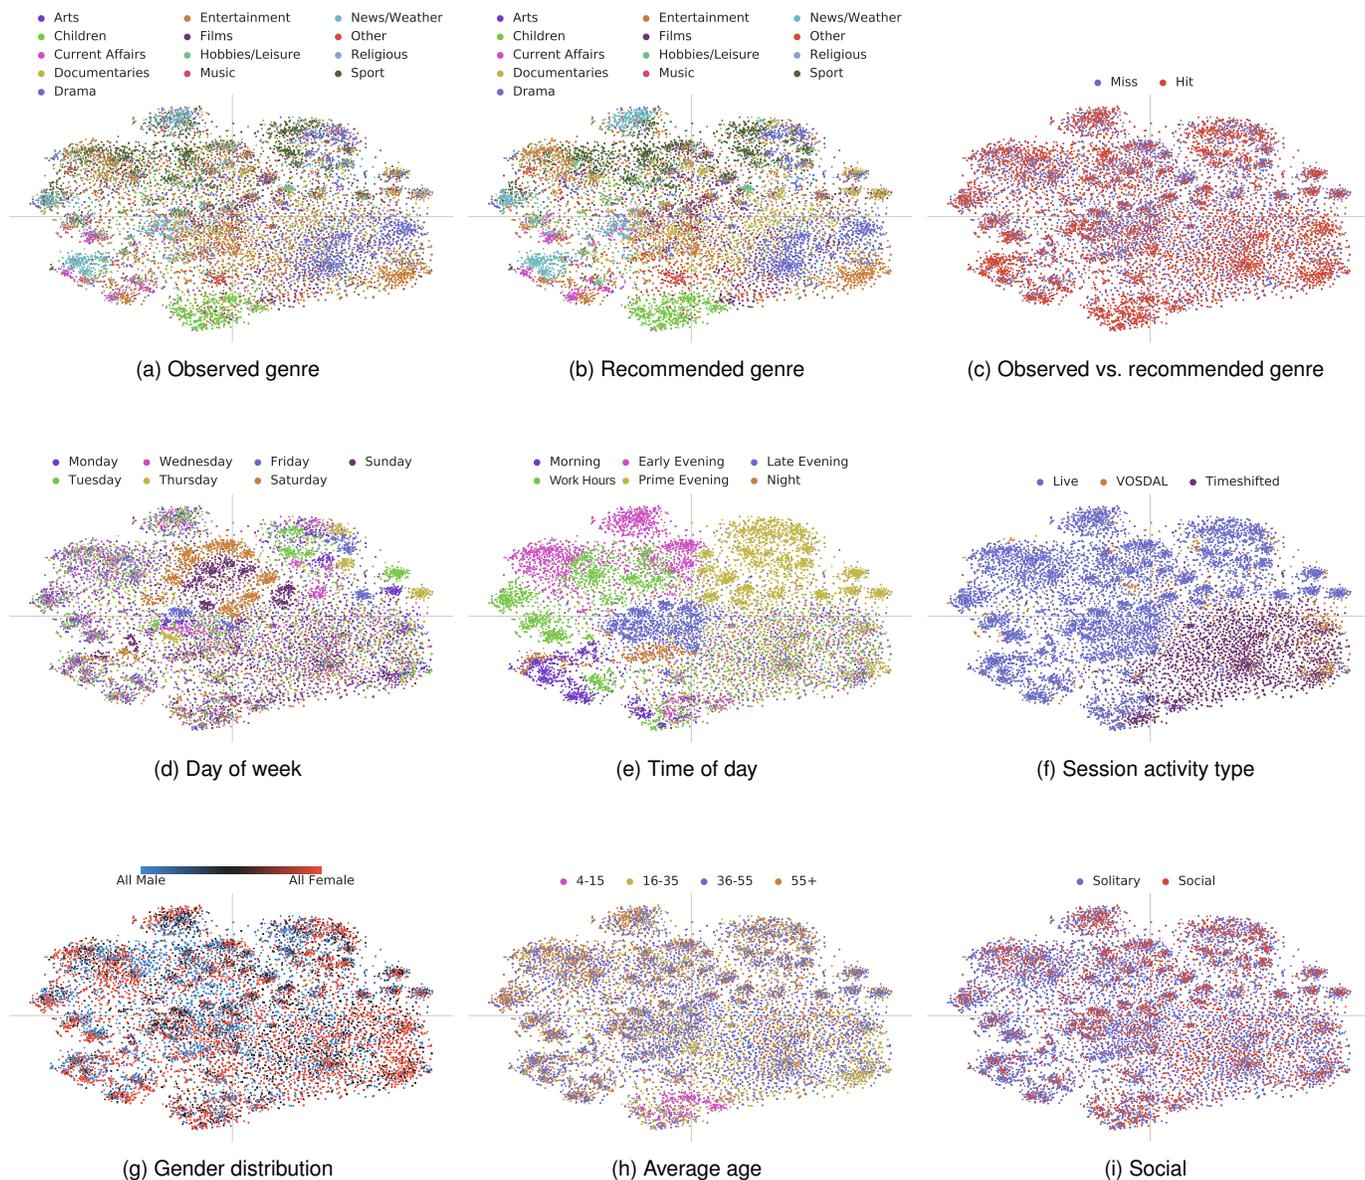 Arts Entertainment News/Weather
Children Films Other
Current Affairs Hobbies/Leisure Religious
Documentaries Music Sport
Drama
(a) Observed genre
Arts Entertainment News/Weather
Children Films Other
Current Affairs Hobbies/Leisure Religious
Documentaries Music Sport
Drama
(b) Recommended genre
Miss Hit
(c) Observed vs. recommended genre
Monday Wednesday Friday Sunday
Tuesday Thursday Saturday
(d) Day of week
Morning Early Evening Late Evening
Work Hours Prime Evening Night
(e) Time of day
Live VOSDAL Timeshifted
(f) Session activity type
All Male All Female
(g) Gender distribution
4-15 16-35 36-55 55+
(h) Average age
Solitary Social
(i) Social